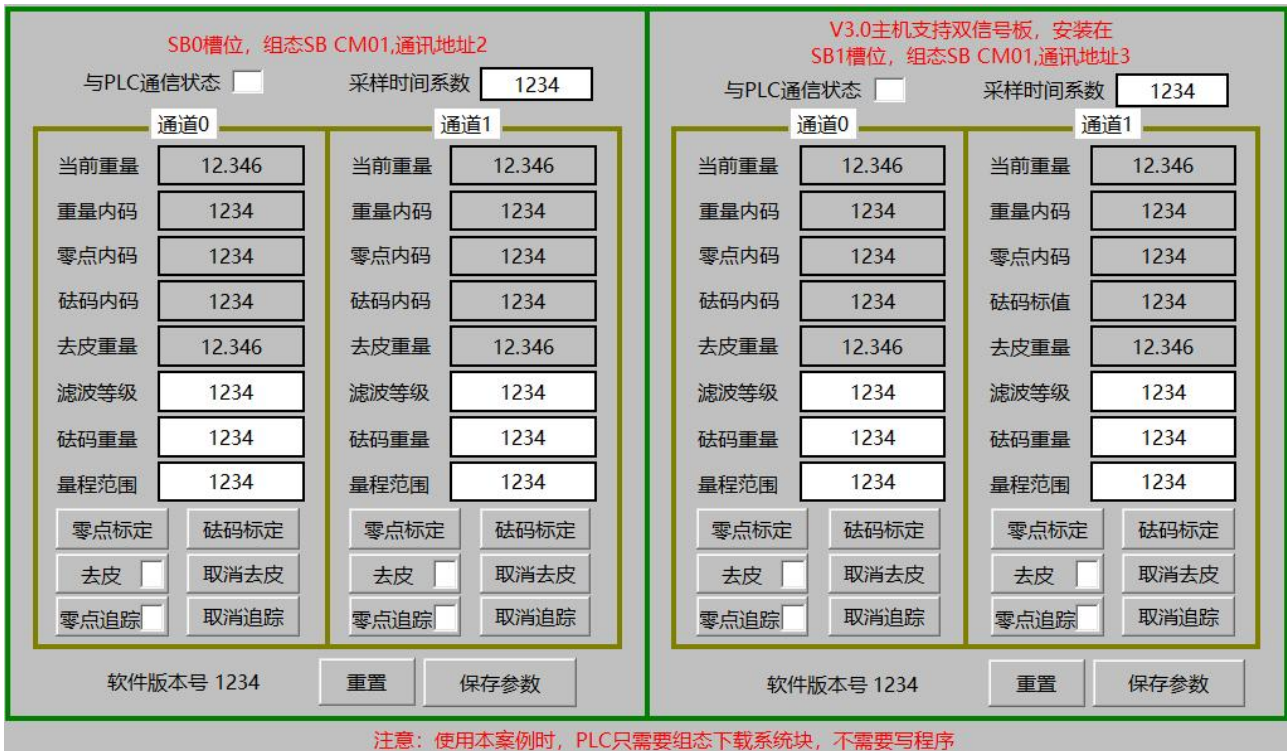 SB0槽位，组态SB CM01,通讯地址2
与PLC通信状态 采样时间系数 1234
通道0 通道1
当前重量 12.346 当前重量 12.346
重量内码 1234 重量内码 1234
零点内码 1234 零点内码 1234
砝码内码 1234 砝码内码 1234
去皮重量 12.346 去皮重量 12.346
滤波等级 1234 滤波等级 1234
砝码重量 1234 砝码重量 1234
量程范围 1234 量程范围 1234
零点标定 砝码标定 零点标定 砝码标定
去皮 取消去皮 去皮 取消去皮
零点追踪 取消追踪 零点追踪 取消追踪
软件版本号 1234 重置 保存参数
V3.0主机支持双信号板，安装在
SB1槽位，组态SB CM01,通讯地址3
与PLC通信状态 采样时间系数 1234
通道0 通道1
当前重量 12.346 当前重量 12.346
重量内码 1234 重量内码 1234
零点内码 1234 零点内码 1234
砝码内码 1234 砝码标值 1234
去皮重量 12.346 去皮重量 12.346
滤波等级 1234 滤波等级 1234
砝码重量 1234 砝码重量 1234
量程范围 1234 量程范围 1234
零点标定 砝码标定 零点标定 砝码标定
去皮 取消去皮 去皮 取消去皮
零点追踪 取消追踪 零点追踪 取消追踪
软件版本号 1234 重置 保存参数
注意：使用本案例时，PLC只需要组态下载系统块，不需要写程序